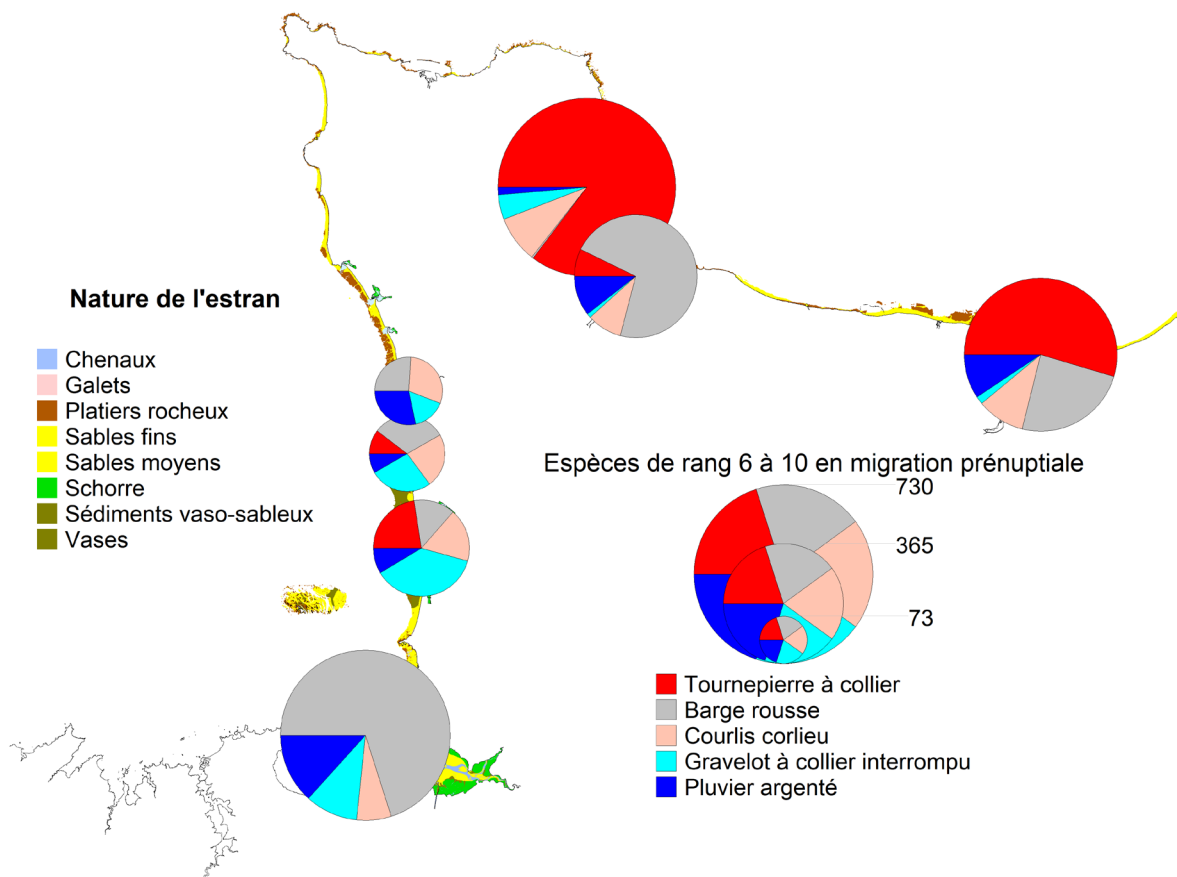 Nature de l'estran
Chenaux
Galets
Platiers rocheux
Sables fins
Sables moyens
Schorre
Sédiments vaso-sableux
Vases
Espèces de rang 6 à 10 en migration prénuptiale
730
365
73
Tournepierre à collier
Barge rousse
Courlis corlieu
Gravelot à collier interrompu
Pluvier argenté